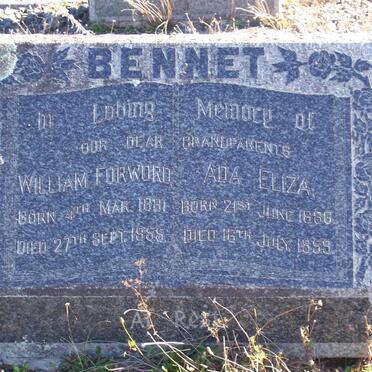 BENNET
In Loving Memory of
OUR DEAR GRANDPARENTS
WILLIAM FORWORD ADA ELIZA
BORN 4TH MAR. 1881 BORN 21ST JUNE 1886
DIED 27TH SEPT. 1958. DIED 16TH JULY. 1959.
AT